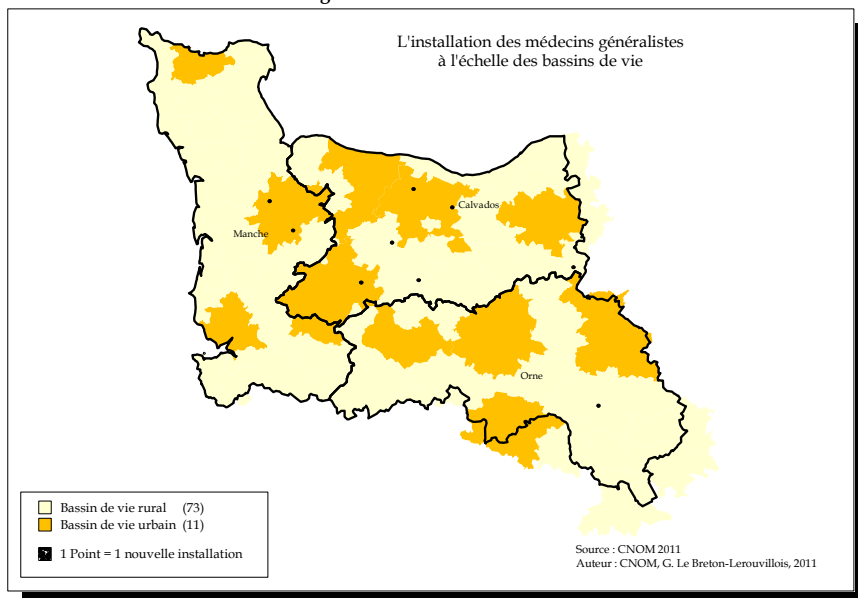 L'installation des médecins généralistes
à l'échelle des bassins de vie
Calvados
Manche
Orne
Bassin de vie rural (73)
Bassin de vie urbain (11)
1 Point = 1 nouvelle installation
Source : CNOM 2011
Auteur : CNOM, G. Le Breton-Lerouvillois, 2011